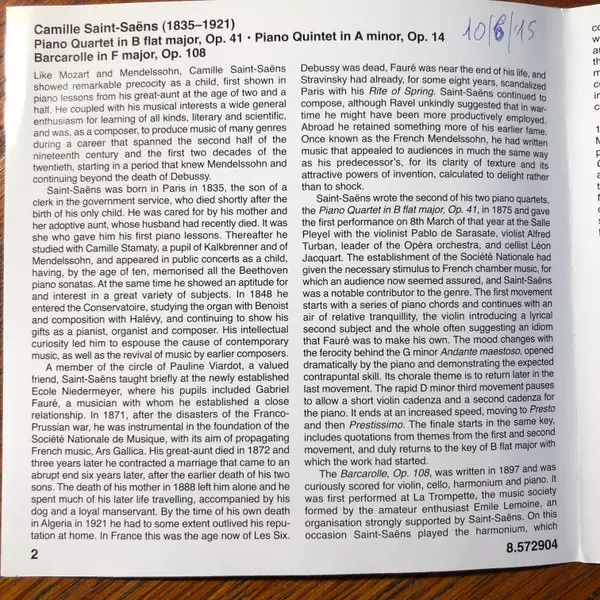 Camille Saint-Saëns (1835–1921)
Piano Quartet in B flat major, Op. 41 · Piano Quintet in A minor, Op. 14
Barcarolle in F major, Op. 108
10/6/15
Like Mozart and Mendelssohn, Camille Saint-Saëns
showed remarkable precocity as a child, first shown in
piano lessons from his great-aunt at the age of two and a
half. He coupled with his musical interests a wide general
enthusiasm for learning of all kinds, literary and scientific,
and was, as a composer, to produce music of many genres
during a career that spanned the second half of the
nineteenth century and the first two decades of the
twentieth, starting in a period that knew Mendelssohn and
continuing beyond the death of Debussy.
Saint-Saëns was born in Paris in 1835, the son of a
clerk in the government service, who died shortly after the
birth of his only child. He was cared for by his mother and
her adoptive aunt, whose husband had recently died. It was
she who gave him his first piano lessons. Thereafter he
studied with Camille Stamaty, a pupil of Kalkbrenner and of
Mendelssohn, and appeared in public concerts as a child,
having, by the age of ten, memorised all the Beethoven
piano sonatas. At the same time he showed an aptitude for
and interest in a great variety of subjects. In 1848 he
entered the Conservatoire, studying the organ with Benoist
and composition with Halévy, and continuing to show his
gifts as a pianist, organist and composer. His intellectual
curiosity led him to espouse the cause of contemporary
music, as well as the revival of music by earlier composers.
A member of the circle of Pauline Viardot, a valued
friend, Saint-Saëns taught briefly at the newly established
Ecole Niedermeyer, where his pupils included Gabriel
Fauré, a musician with whom he established a close
relationship. In 1871, after the disasters of the Franco-
Prussian war, he was instrumental in the foundation of the
Société Nationale de Musique, with its aim of propagating
French music, Ars Gallica. His great-aunt died in 1872 and
three years later he contracted a marriage that came to an
abrupt end six years later, after the earlier death of his two
sons. The death of his mother in 1888 left him alone and he
spent much of his later life travelling, accompanied by his
dog and a loyal manservant. By the time of his own death
in Algeria in 1921 he had to some extent outlived his repu-
tation at home. In France this was the age now of Les Six.
Debussy was dead, Fauré was near the end of his life, and
Stravinsky had already, for some eight years, scandalized
Paris with his Rite of Spring. Saint-Saëns continued to
compose, although Ravel unkindly suggested that in war-
time he might have been more productively employed.
Abroad he retained something more of his earlier fame.
Once known as the French Mendelssohn, he had written
music that appealed to audiences in much the same way
as his predecessor's, for its clarity of texture and its
attractive powers of invention, calculated to delight rather
than to shock.
Saint-Saëns wrote the second of his two piano quartets,
the Piano Quartet in B flat major, Op. 41, in 1875 and gave
the first performance on 8th March of that year at the Salle
Pleyel with the violinist Pablo de Sarasate, violist Alfred
Turban, leader of the Opéra orchestra, and cellist Léon
Jacquart. The establishment of the Société Nationale had
given the necessary stimulus to French chamber music, for
which an audience now seemed assured, and Saint-Saëns
was a notable contributor to the genre. The first movement
starts with a series of piano chords and continues with an
air of relative tranquillity, the violin introducing a lyrical
second subject and the whole often suggesting an idiom
that Fauré was to make his own. The mood changes with
the ferocity behind the G minor Andante maestoso, opened
dramatically by the piano and demonstrating the expected
contrapuntal skill. Its chorale theme is to return later in the
last movement. The rapid D minor third movement pauses
to allow a short violin cadenza and a second cadenza for
the piano. It ends at an increased speed, moving to Presto
and then Prestissimo. The finale starts in the same key,
includes quotations from themes from the first and second
movement, and duly returns to the key of B flat major with
which the work had started.
The Barcarolle, Op. 108, was written in 1897 and was
curiously scored for violin, cello, harmonium and piano. It
was first performed at La Trompette, the music society
formed by the amateur enthusiast Emile Lemoine, an
organisation strongly supported by Saint-Saëns. On this
occasion Saint-Saëns played the harmonium, which
2
8.572904